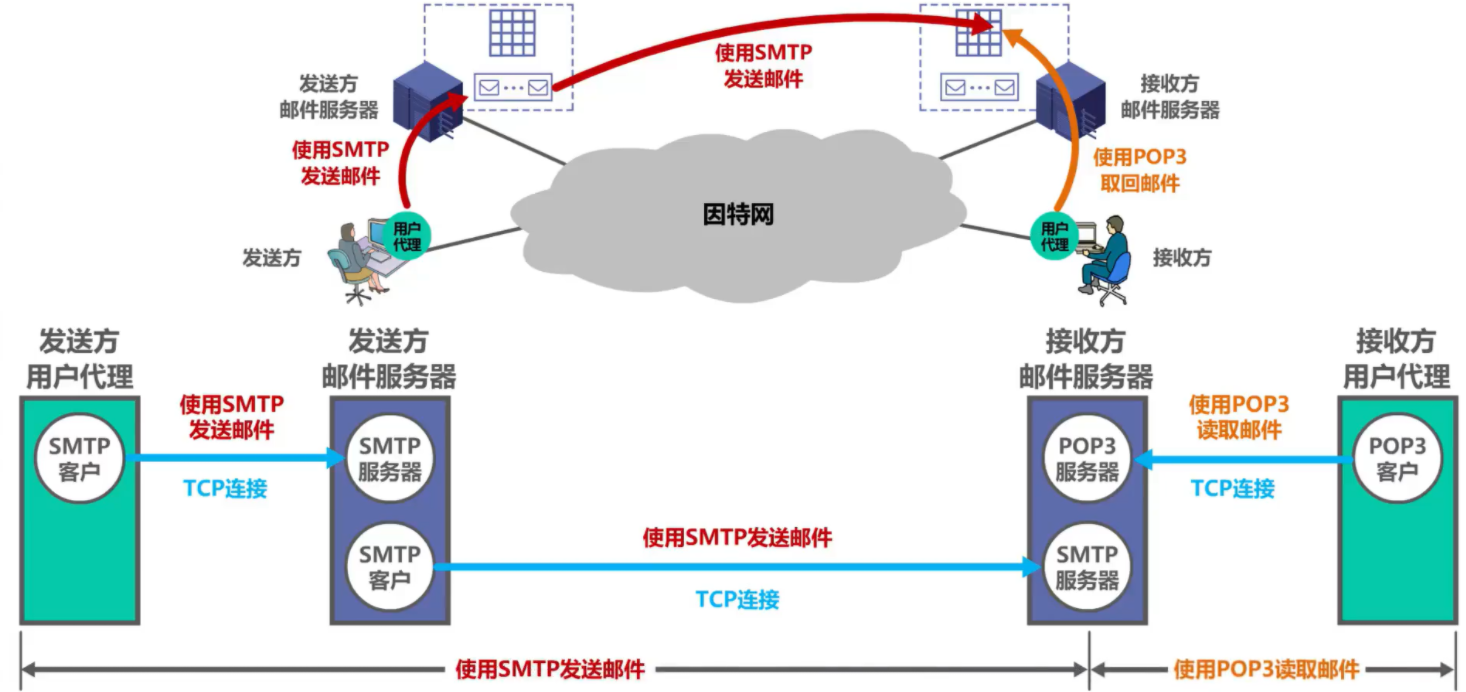 使用SMTP
发送邮件
发送方
邮件服务器
接收方
邮件服务器
使用SMTP
发送邮件
使用POP3
取回邮件
因特网
用户
代理
用户
代理
发送方
接收方
发送方
用户代理
发送方
邮件服务器
接收方
邮件服务器
接收方
用户代理
使用SMTP
发送邮件
使用POP3
读取邮件
SMTP
客户
SMTP
服务器
POP3
服务器
POP3
客户
TCP连接
TCP连接
使用SMTP发送邮件
SMTP
客户
SMTP
服务器
TCP连接
使用SMTP发送邮件
使用POP3读取邮件